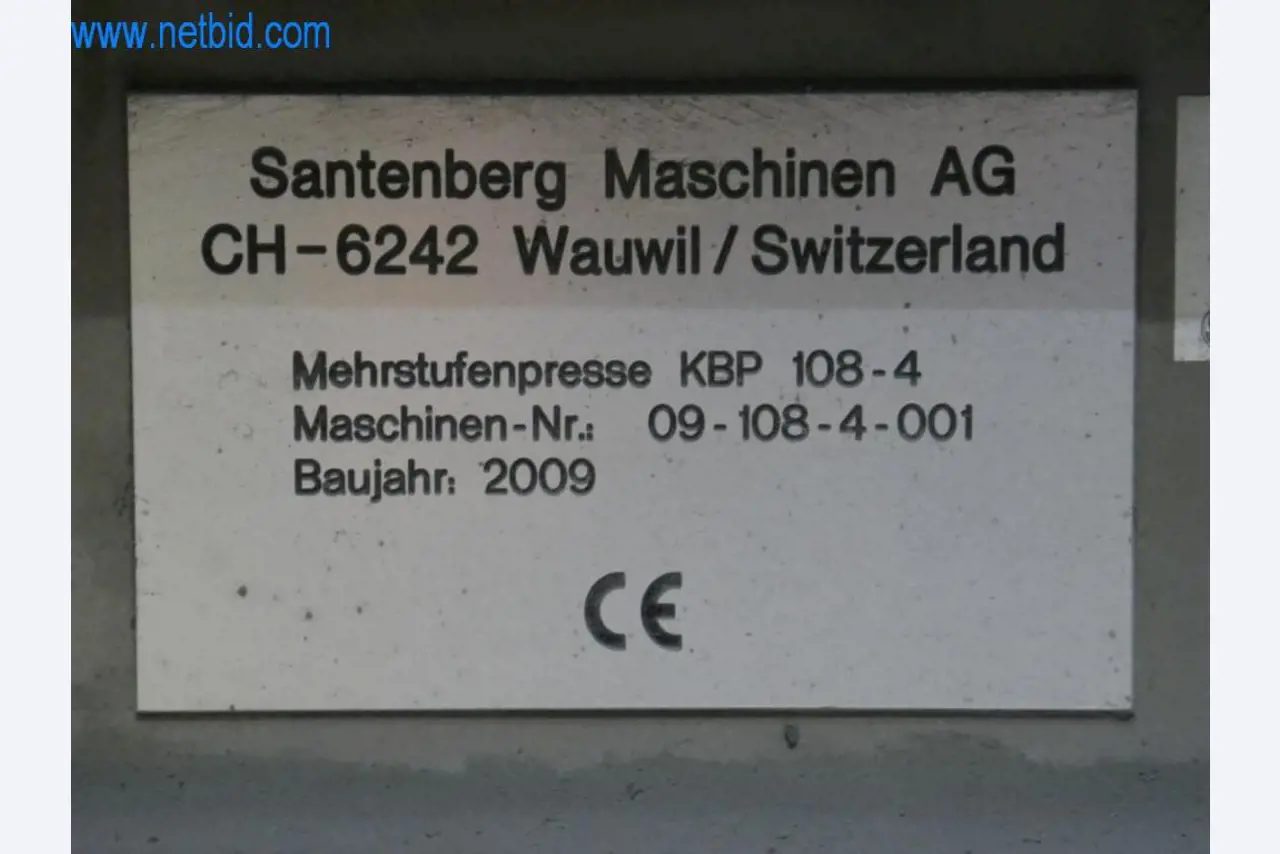 www.netbid.com
Santenberg Maschinen AG
CH-6242 Wauwil / Switzerland
Mehrstufenpresse KBP 108-4
Maschinen-Nr.: 09-108-4-001
Baujahr: 2009
CE